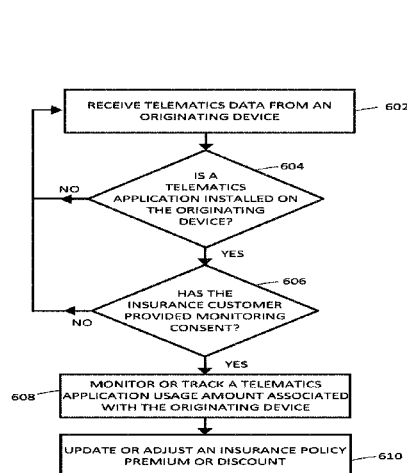 RECEIVE TELEMATICS DATA FROM AN
ORIGINATING DEVICE
602
604
IS A
TELEMATICS
APPLICATION INSTALLED ON
THE ORIGINATING
DEVICE?
NO
YES
606
HAS THE
INSURANCE CUSTOMER
PROVIDED MONITORING
CONSENT?
NO
YES
608
MONITOR OR TRACK A TELEMATICS
APPLICATION USAGE AMOUNT ASSOCIATED
WITH THE ORIGINATING DEVICE
UPDATE OR ADJUST AN INSURANCE POLICY
PREMIUM OR DISCOUNT
610